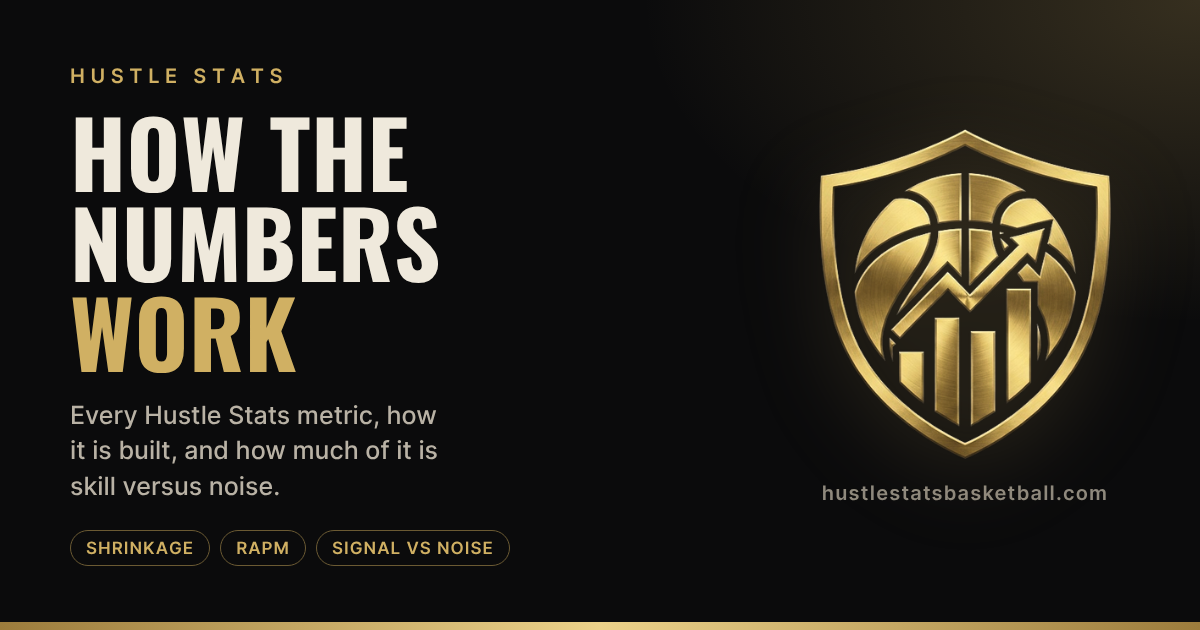 HUSTLE STATS
HOW THE
NUMBERS
WORK
Every Hustle Stats metric, how
it is built, and how much of it is
skill versus noise.
SHRINKAGE
RAPM
SIGNAL VS NOISE
hustlestatsbasketball.com